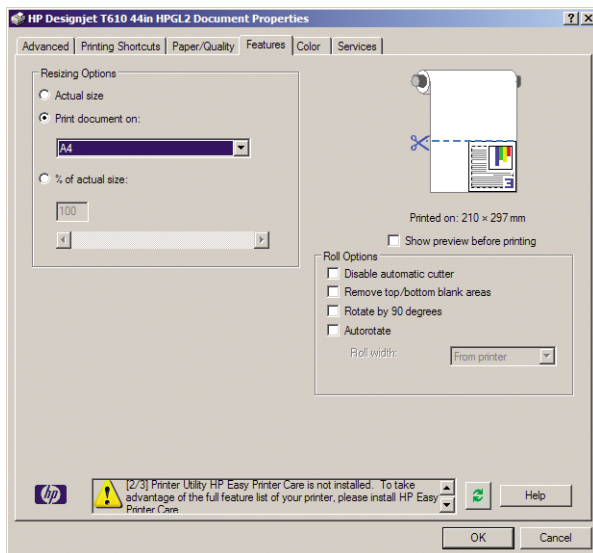 HP Designjet T610 44in HPGL2 Document Properties
Advanced Printing Shortcuts Paper/Quality Features Color Services
Resizing Options
Actual size
Print document on:
A4
% of actual size:
100
3
Printed on: 210 × 297 mm
Show preview before printing
Roll Options
Disable automatic cutter
Remove top/bottom blank areas
Rotate by 90 degrees
Autorotate
Roll width: From printer
hp
[2/3] Printer Utility HP Easy Printer Care is not installed. To take
advantage of the full feature list of your printer, please install HP Easy
Printer Care
Help
OK Cancel